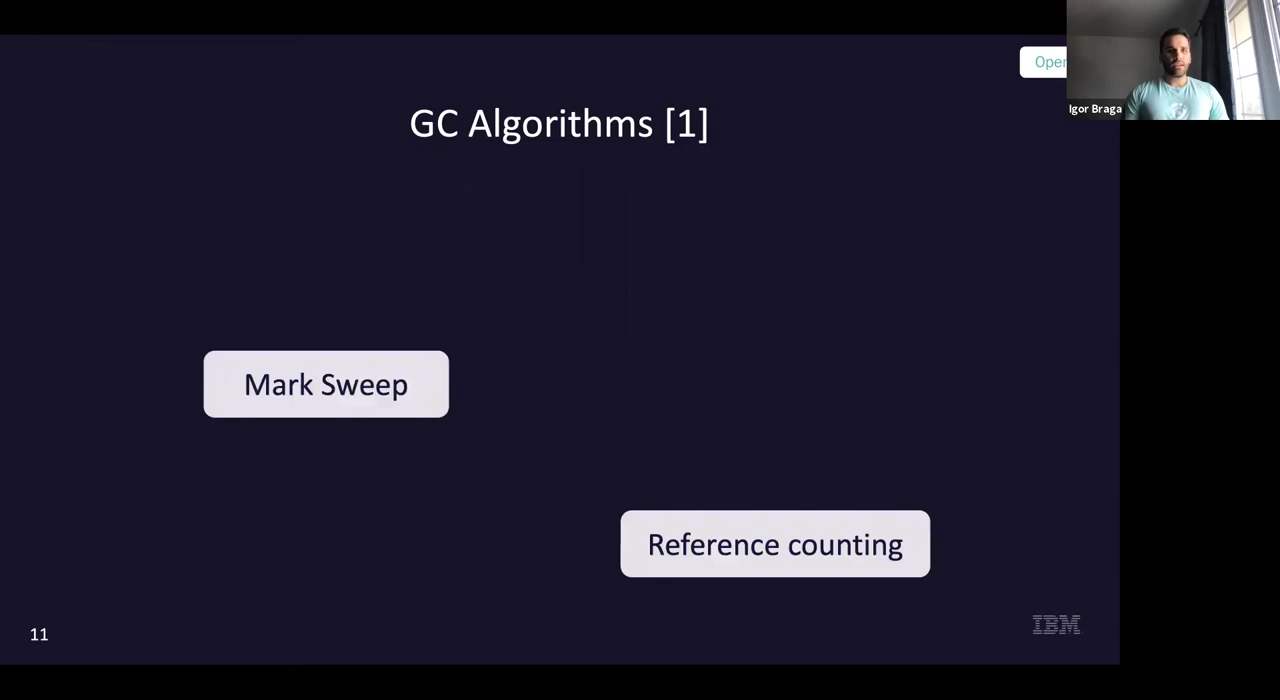 Igor Braga
GC Algorithms [1]
Mark Sweep
Reference counting
11
IBM